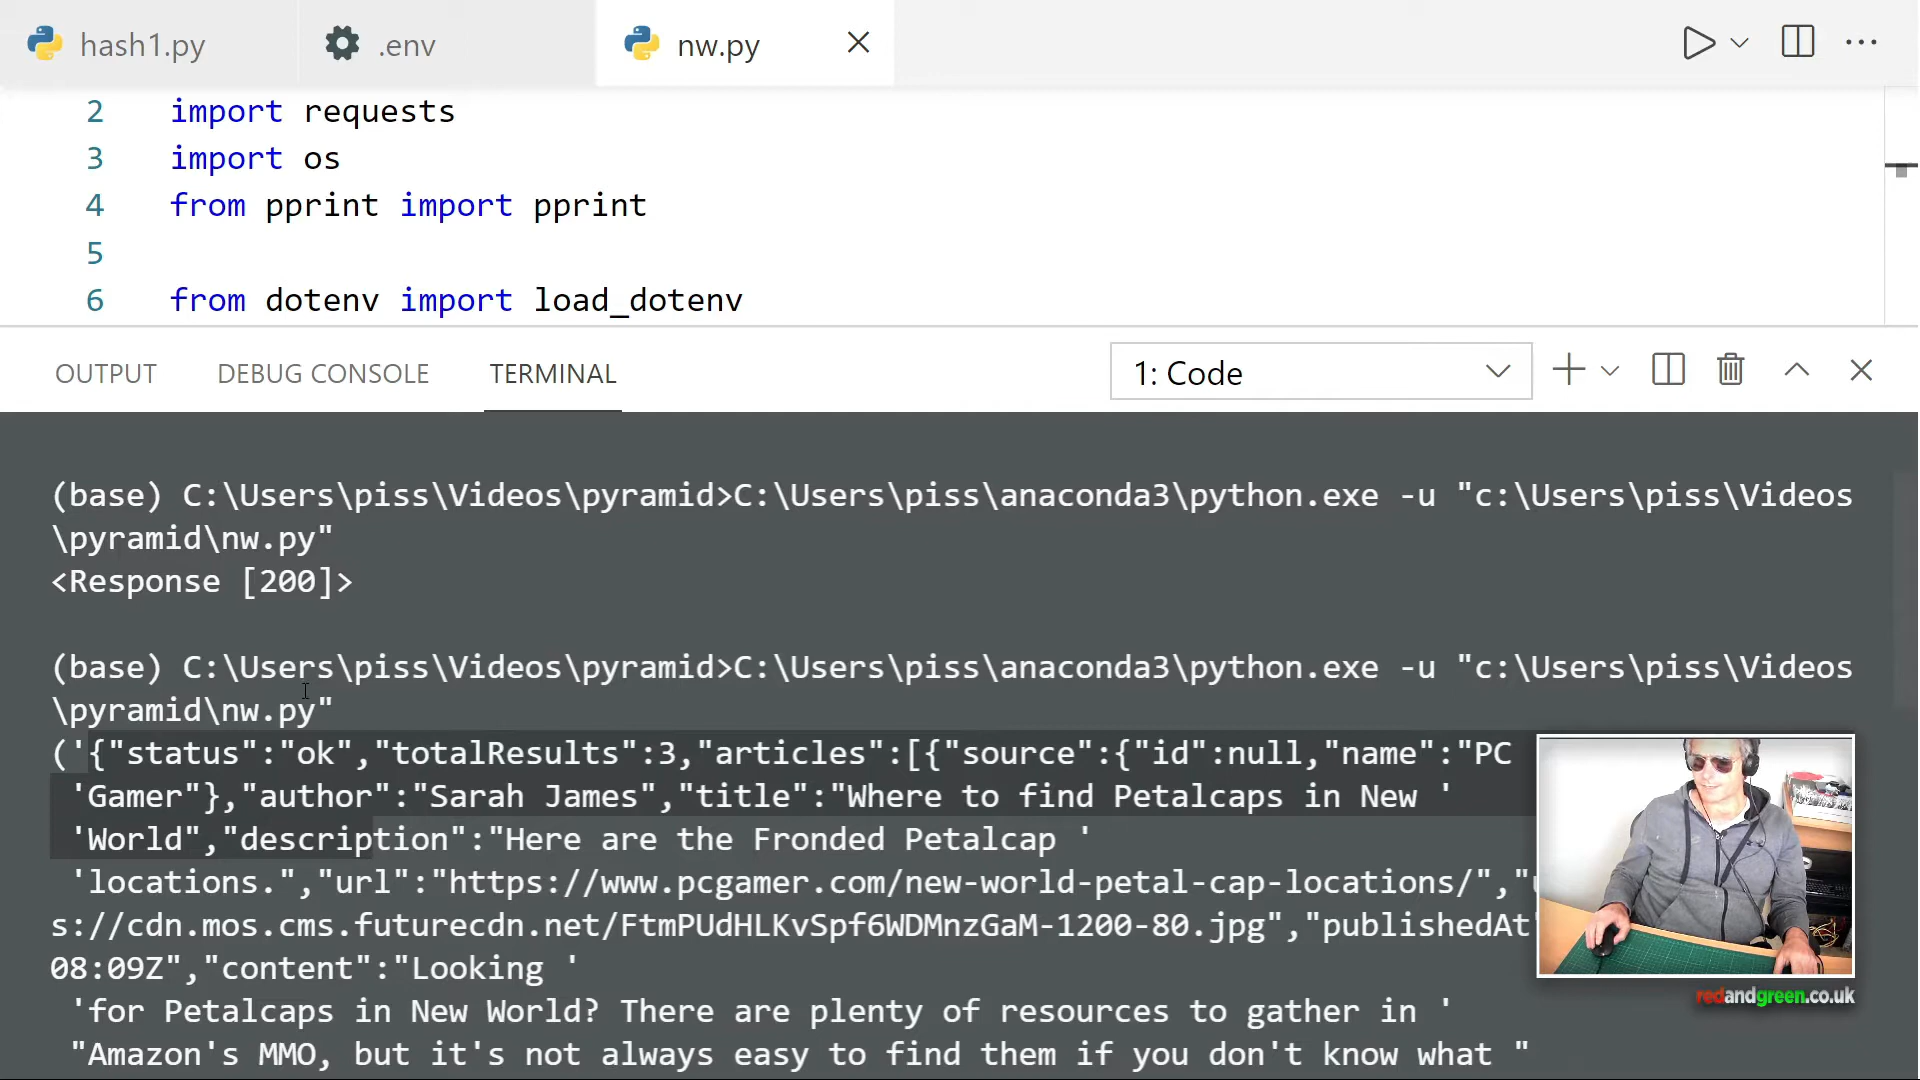 hash1.py .env nw.py
2 import requests
3 import os
4 from pprint import pprint
5
6 from dotenv import load_dotenv
OUTPUT DEBUG CONSOLE TERMINAL 1: Code
(base) C:\Users\piss\Videos\pyramid>C:\Users\piss\anaconda3\python.exe -u "c:\Users\piss\Videos
\pyramid\nw.py"
<Response [200]>
(base) C:\Users\piss\Videos\pyramid>C:\Users\piss\anaconda3\python.exe -u "c:\Users\piss\Videos
\pyramid\nw.py"
('{"status":"ok","totalResults":3,"articles":[{"source":{"id":null,"name":"PC
'Gamer"},"author":"Sarah James","title":"Where to find Petalcaps in New '
'World","description":"Here are the Fronded Petalcap '
'locations.","url":"https://www.pcgamer.com/new-world-petal-cap-locations/","
s://cdn.mos.cms.futurecdn.net/FtmPUdHLKvSpf6WDMnzGaM-1200-80.jpg","publishedAt
08:09Z","content":"Looking '
'for Petalcaps in New World? There are plenty of resources to gather in '
"Amazon's MMO, but it's not always easy to find them if you don't know what "
redandgreen.co.uk